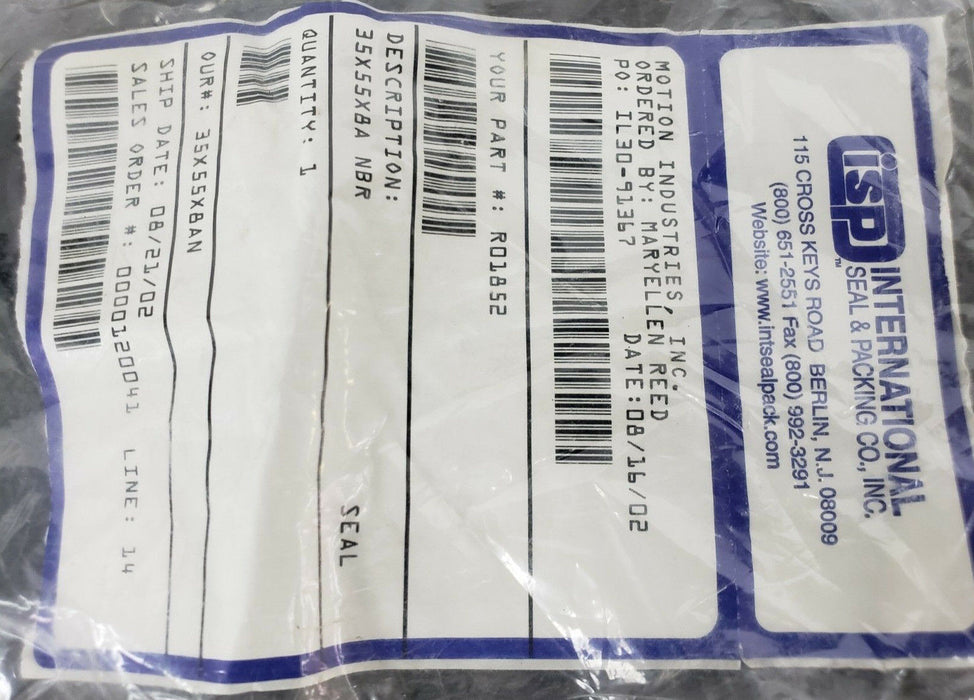 isp™ INTERNATIONAL
SEAL & PACKING CO., INC.
115 CROSS KEYS ROAD BERLIN, N.J. 08009
(800) 651-2551 Fax (800) 992-3291
Website: www.intsealpack.com
MOTION INDUSTRIES, INC.
ORDERED BY: MARYELLEN REED
PO: IL30-91367 DATE:08/16/02
YOUR PART #: R01852
DESCRIPTION:
35X55X8A NBR SEAL
QUANTITY: 1
OUR#: 35X55X8AN
SHIP DATE: 08/21/02
SALES ORDER #: 0000120041 LINE: 14